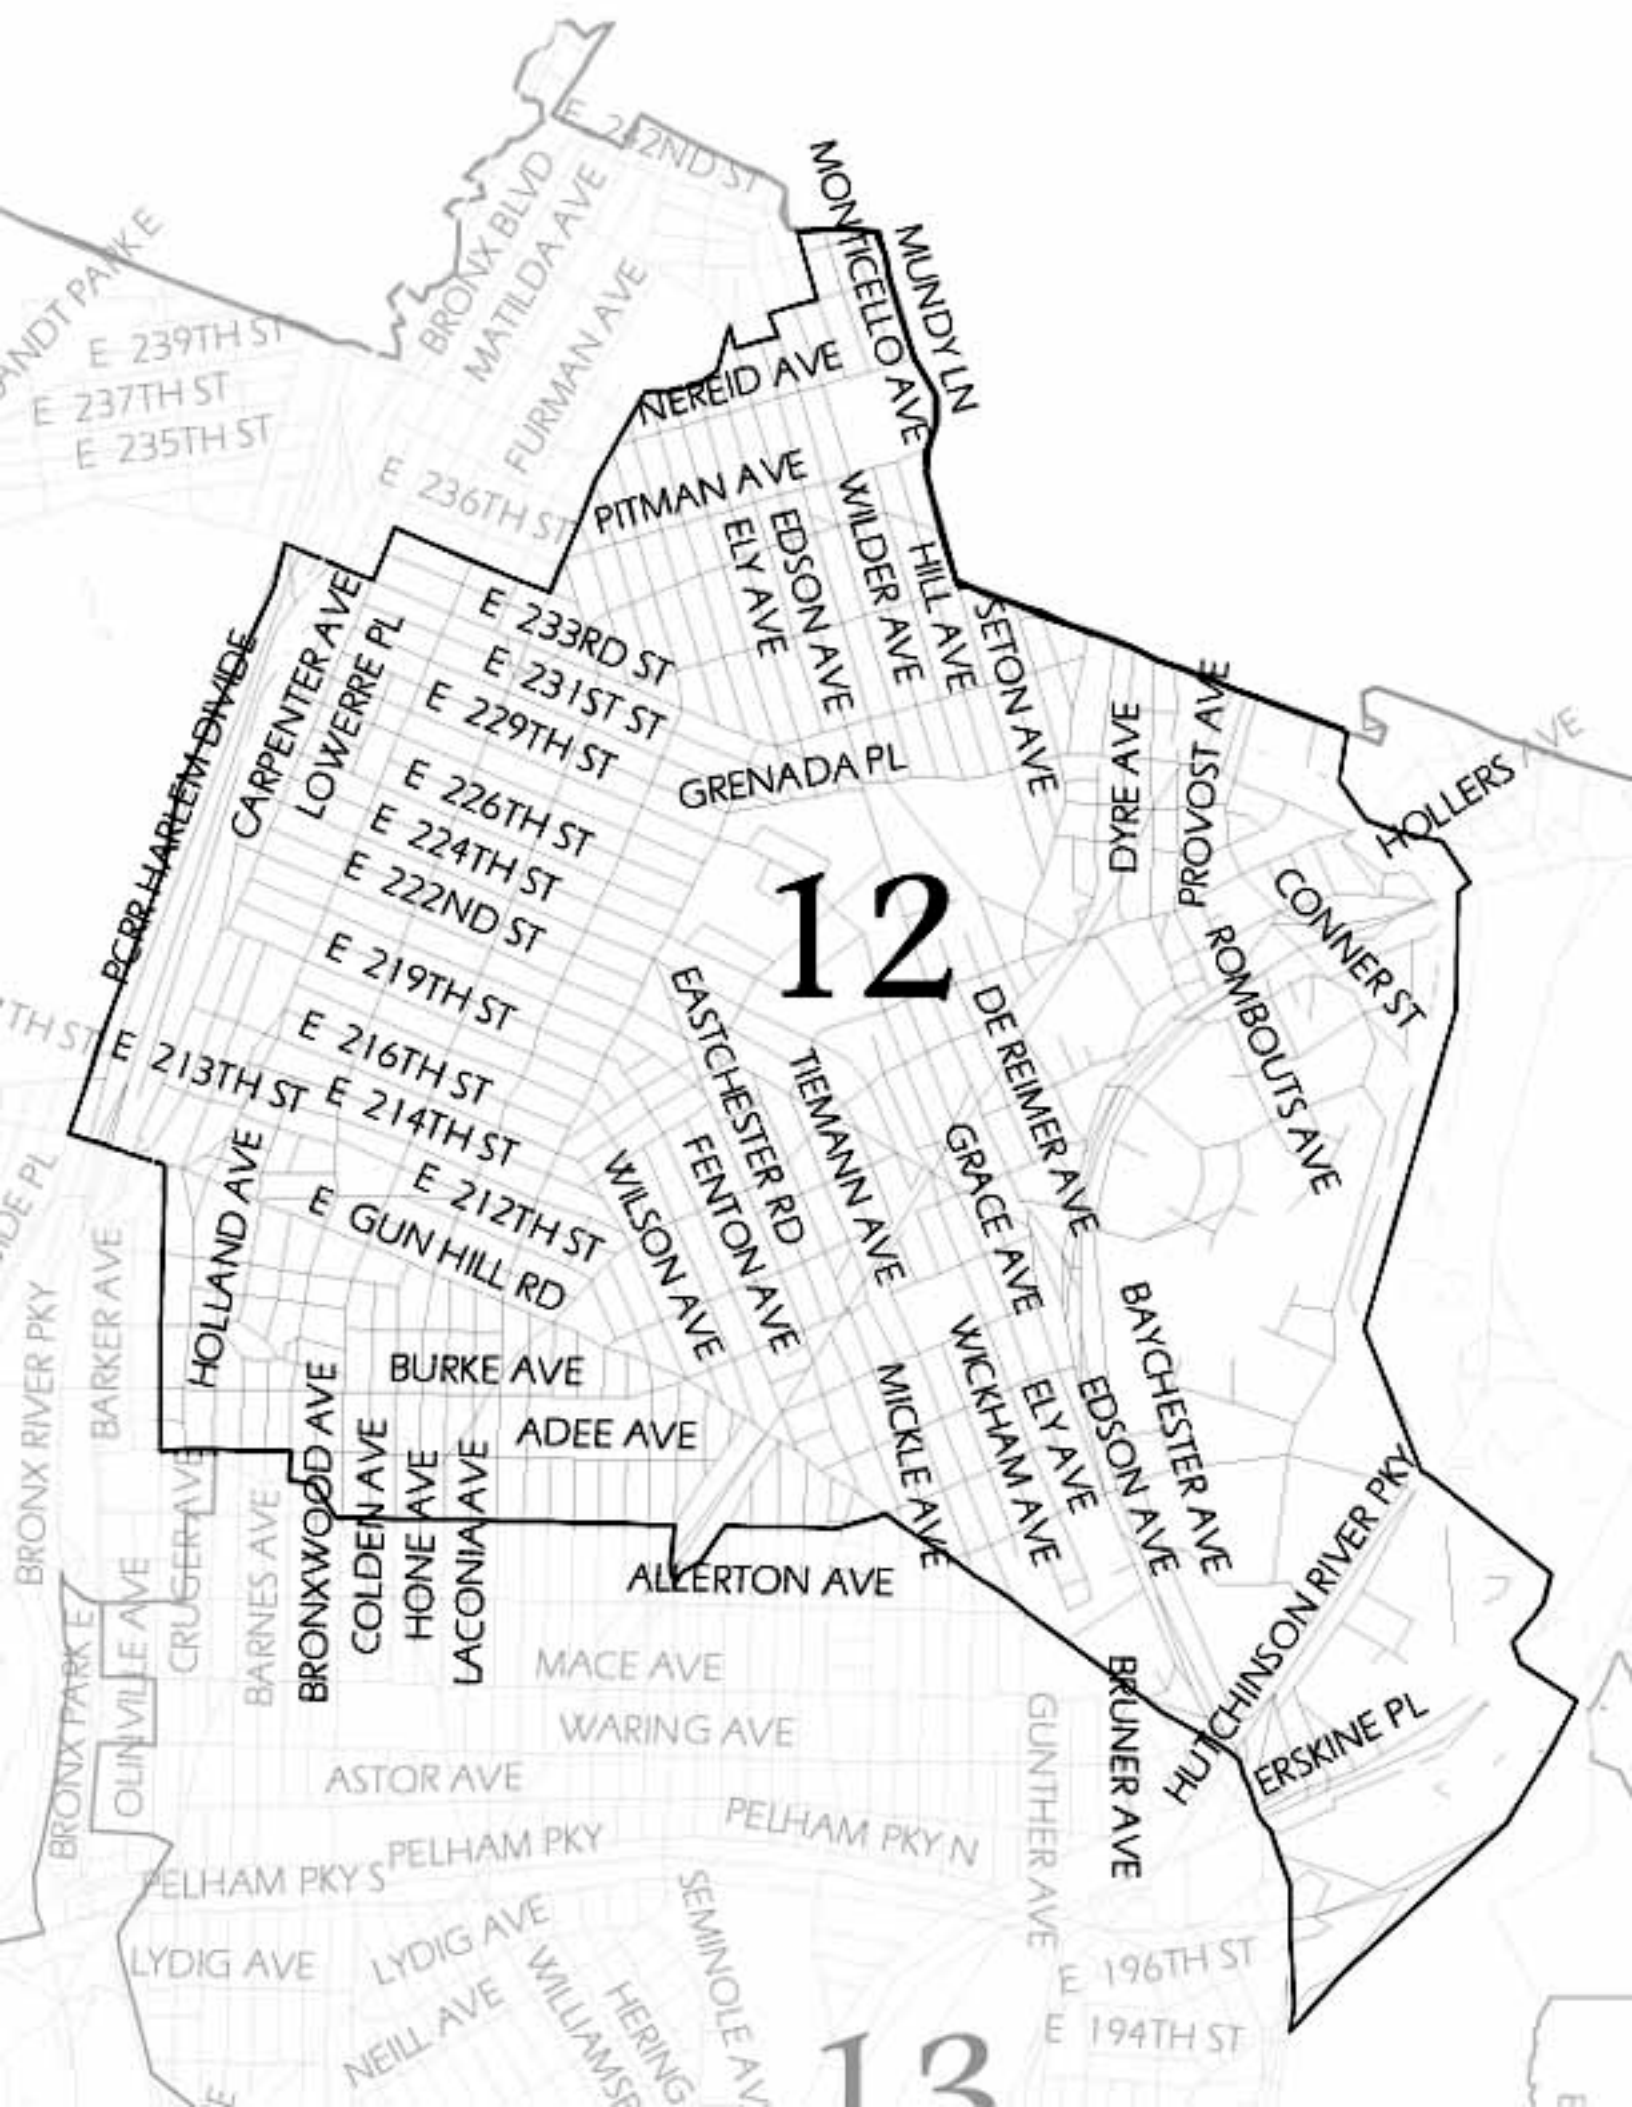 E 242ND ST
BRONX BLVD
MATILDA AVE
FURMAN AVE
MONTICELLO AVE
MUNDY LN
E 239TH ST
E 237TH ST
E 235TH ST
E 236TH ST
NEREID AVE
PITMAN AVE
ELY AVE
EDSON AVE
WILDER AVE
HILL AVE
SETON AVE
DYRE AVE
PROVOST AVE
HOLLERS AVE
CONNER ST
ROMBOUTS AVE
PCRR HARLEM DIVIDE
CARPENTER AVE
LOWERRE PL
E 233RD ST
E 231ST ST
E 229TH ST
GRENADA PL
E 226TH ST
E 224TH ST
E 222ND ST
12
E 219TH ST
E 216TH ST
E 213TH ST
E 214TH ST
E 212TH ST
E GUN HILL RD
HOLLAND AVE
EASTCHESTER RD
TIEMANN AVE
DE REIMER AVE
GRACE AVE
WILSON AVE
FENTON AVE
BARKER AVE
BRONX RIVER PKY
BURKE AVE
ADEE AVE
BRONXWOOD AVE
COLDEN AVE
HONE AVE
LACONIA AVE
MICKLE AVE
WICKHAM AVE
ELY AVE
EDSON AVE
BAYCHESTER AVE
HUTCHINSON RIVER PKY
ALLERTON AVE
CRUGER AVE
BARNES AVE
OLINVILLE AVE
BRONX PARK E
MACE AVE
WARING AVE
ASTOR AVE
GUNTHER AVE
BRUNER AVE
ERSKINE PL
PELHAM PKY
PELHAM PKY N
PELHAM PKY S
LYDIG AVE
LYDIG AVE
NEILL AVE
HERING
SEMINOLE AV
E 196TH ST
E 194TH ST
13